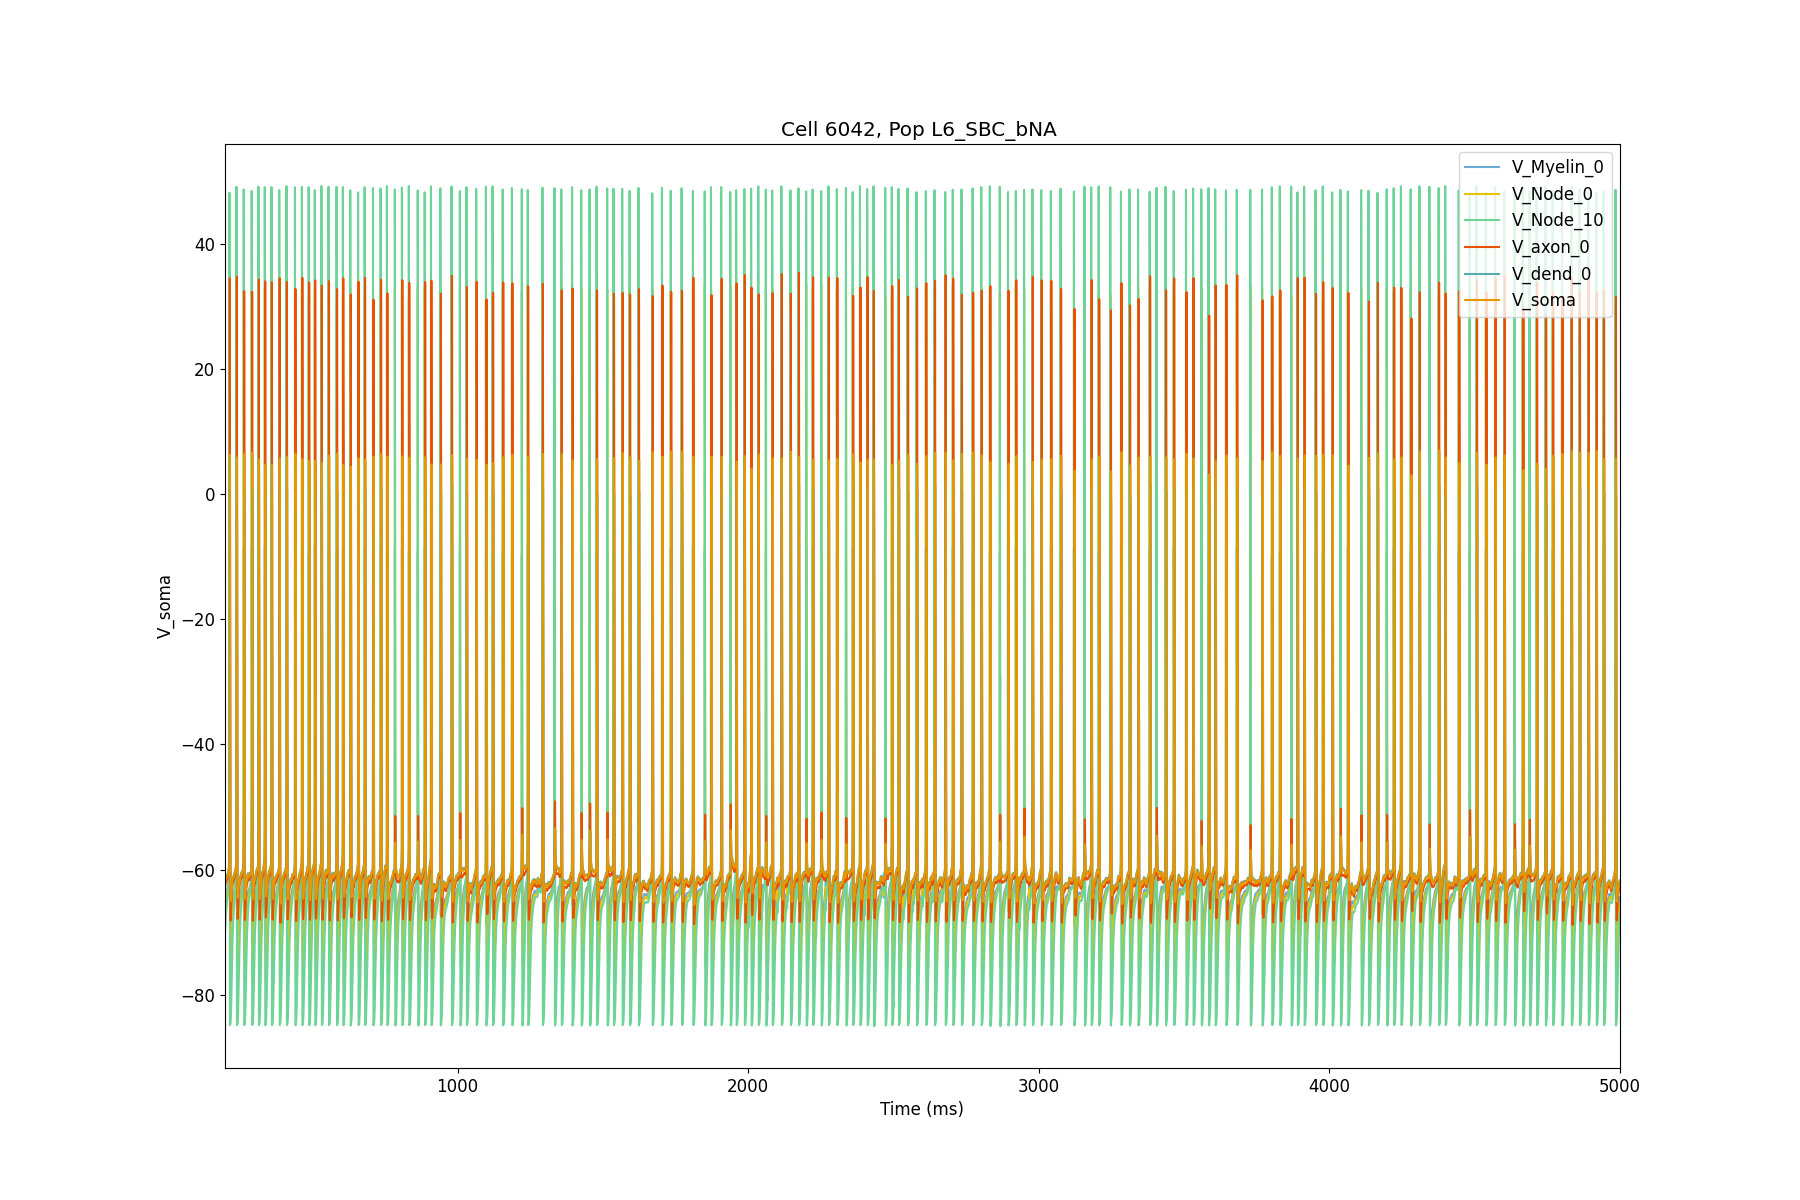 Cell 6042, Pop L6_SBC_bNA
V_Myelin_0
V_Node_0
V_Node_10
V_axon_0
V_dend_0
V_soma
40
20
0
−20
−40
−60
−80
V_soma
1000 2000 3000 4000 5000
Time (ms)